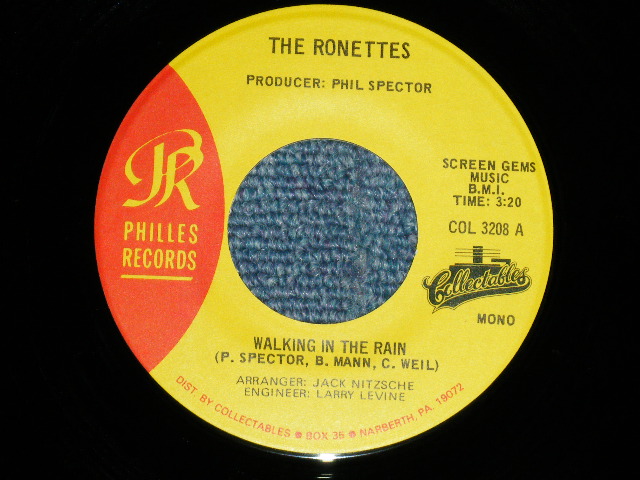 THE RONETTES
PRODUCER: PHIL SPECTOR
PR
PHILLES
RECORDS
SCREEN GEMS
MUSIC
B.M.I.
TIME: 3:20
COL 3208 A
Collectables
MONO
WALKING IN THE RAIN
(P. SPECTOR, B. MANN, C. WEIL)
ARRANGER: JACK NITZSCHE
ENGINEER: LARRY LEVINE
DIST. BY COLLECTABLES ● BOX 35 ● NARBERTH, PA. 19072